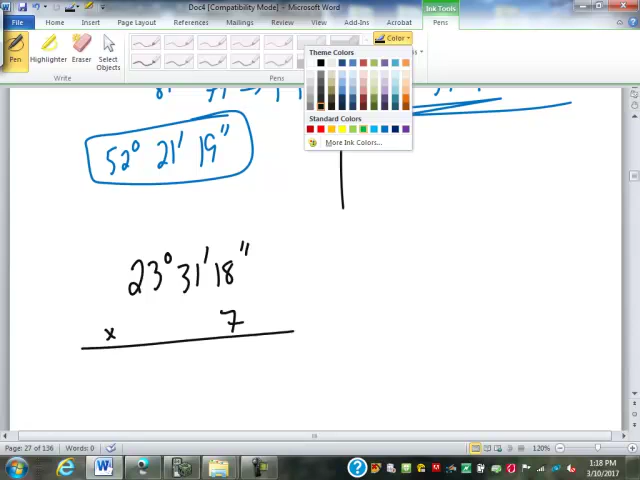 Doc4 [Compatibility Mode] - Microsoft Word
Ink Tools
File Home Insert Page Layout References Mailings Review View Add-Ins Acrobat Pens
Pen Highlighter Eraser Select Objects
Color
Write
Pens
Theme Colors
Standard Colors
More Ink Colors...
52° 21' 19"
23° 31' 18"
x 7
Page: 27 of 136 Words: 0
120%
1:18 PM
3/10/2017